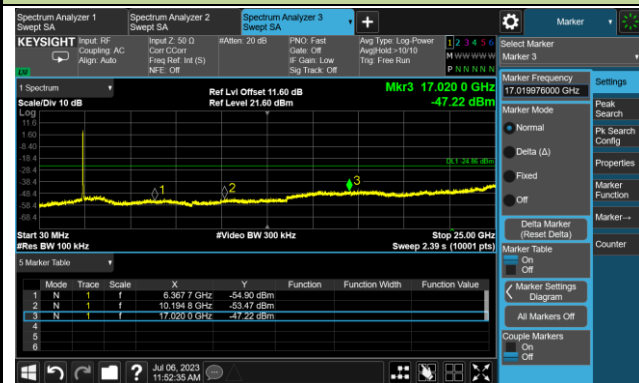 Spectrum Analyzer 1 Spectrum Analyzer 2 Spectrum Analyzer 3
Swept SA Swept SA Swept SA
Marker
KEYSIGHT Input: RF Input Z: 50 Ω #Atten: 20 dB PNO: Fast Avg Type: Log-Power 1 2 3 4 5 6
Coupling: AC Corr CCorr Gate: Off Avg|Hold:>10/10 M W W W W W
Align: Auto Freq Ref: Int (S) IF Gain: Low Trig: Free Run
NFE: Off Sig Track: Off P N N N N N
Select Marker
Marker 3
1 Spectrum
Ref Lvl Offset 11.60 dB
Mkr3 17.020 0 GHz
Scale/Div 10 dB
Ref Level 21.60 dBm
-47.22 dBm
Log
11.6
1.60
-8.40
-18.4
-28.4
-38.4
-48.4
-58.4
-68.4
DL1 -24.86 dBm
1
2
3
Start 30 MHz #Video BW 300 kHz Stop 25.00 GHz
#Res BW 100 kHz Sweep 2.39 s (10001 pts)
5 Marker Table
Mode Trace Scale X Y Function Function Width Function Value
1 N 1 f 6.367 7 GHz -54.90 dBm
2 N 1 f 10.194 8 GHz -53.47 dBm
3 N 1 f 17.020 0 GHz -47.22 dBm
4
5
6
Jul 06, 2023
11:52:35 AM
Marker Frequency
17.019976000 GHz
Marker Mode
Normal
Delta (Δ)
Fixed
Off
Delta Marker
(Reset Delta)
Marker Table
On
Off
Marker Settings
Diagram
All Markers Off
Couple Markers
On
Off
Settings
Peak
Search
Pk Search
Config
Properties
Marker
Function
Marker→
Counter